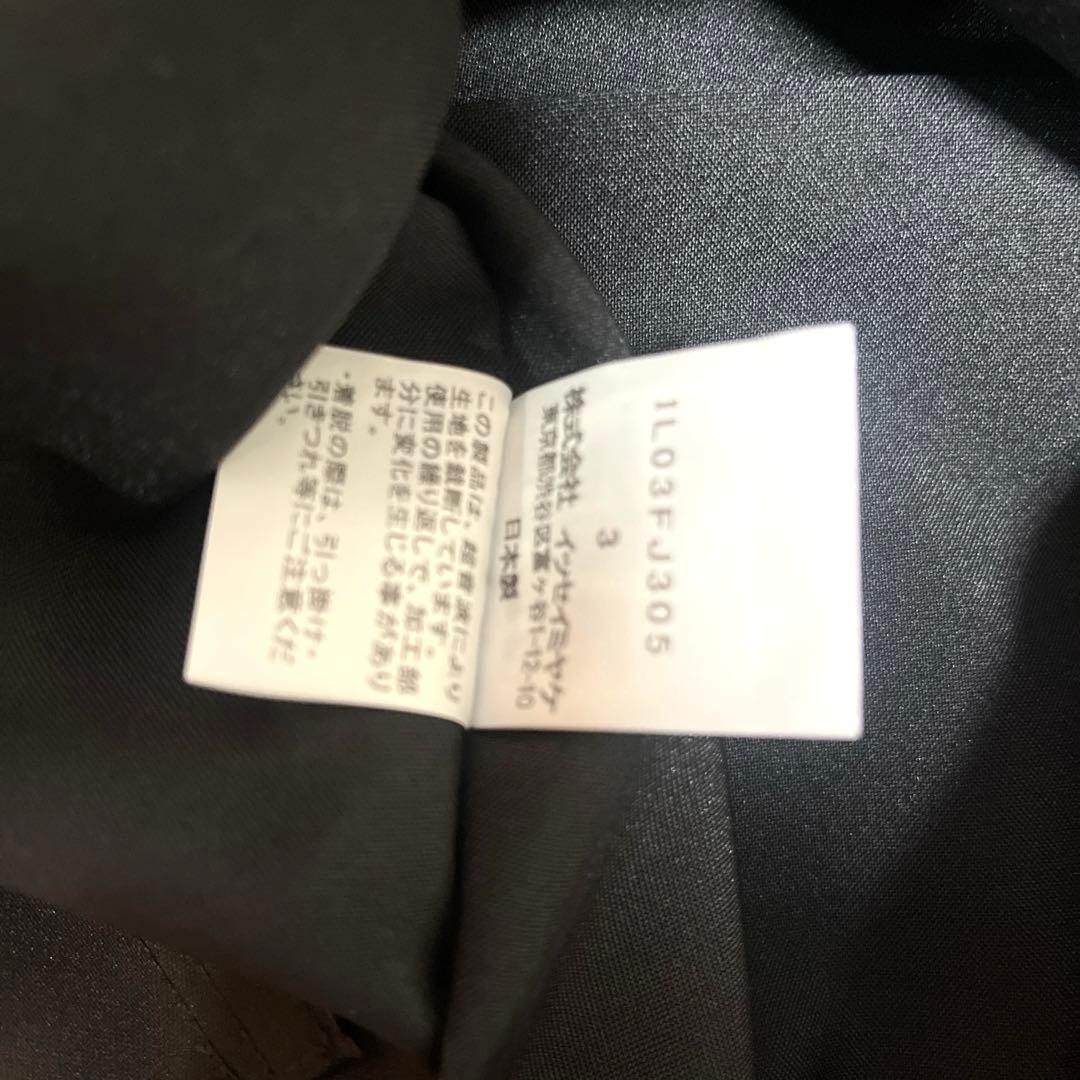 1L03FJ305
3
株式会社 イッセイミヤケ
東京都渋谷区富ヶ谷1-12-10
日本製
この製品は、超音波により
生地を裁断しています。
使用の繰り返しで、加工部
分に変化を生じる事があり
ます。
・着脱の際は、引っ掛け、
引きつれ等にご注意くだ
さい。